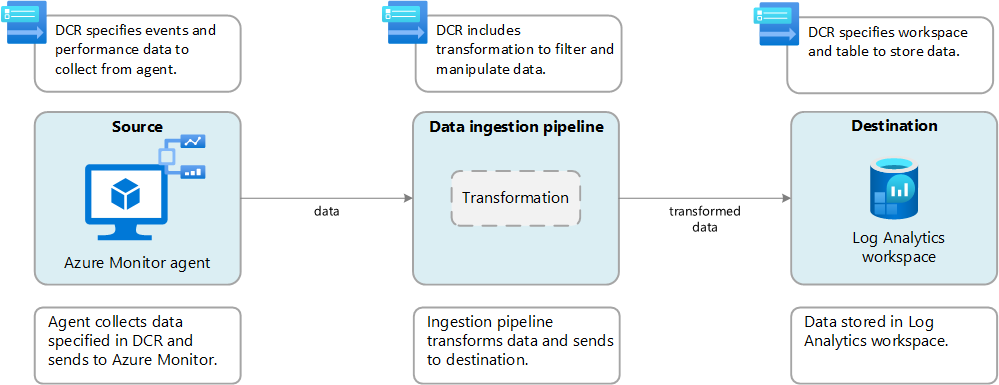 DCR specifies events and
performance data to
collect from agent.
DCR includes
transformation to filter and
manipulate data.
DCR specifies workspace
and table to store data.
Source
Azure Monitor agent
data
Data ingestion pipeline
Transformation
transformed
data
Destination
Log Analytics
workspace
Agent collects data
specified in DCR and
sends to Azure Monitor.
Ingestion pipeline
transforms data and sends
to destination.
Data stored in Log
Analytics workspace.